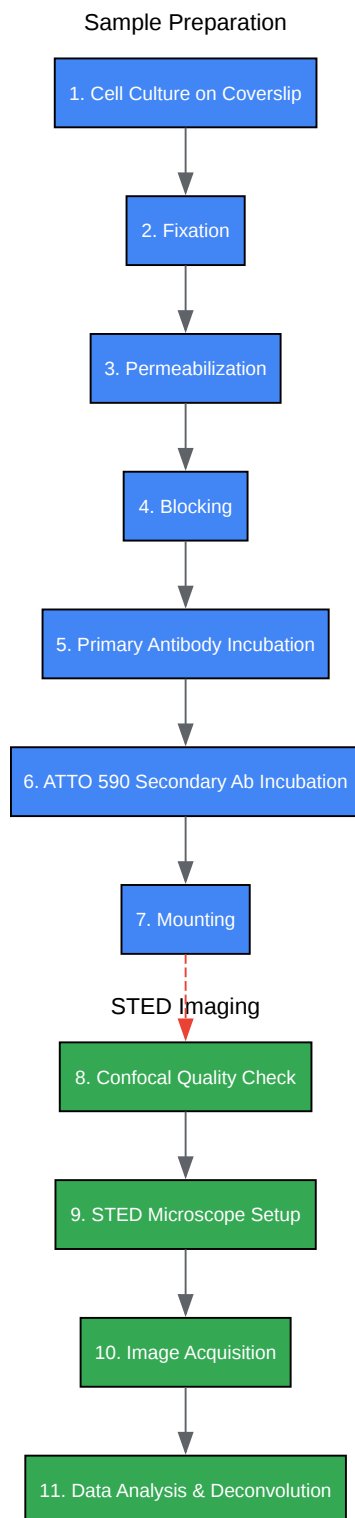 Sample Preparation
1. Cell Culture on Coverslip
2. Fixation
3. Permeabilization
4. Blocking
5. Primary Antibody Incubation
6. ATTO 590 Secondary Ab Incubation
7. Mounting
STED Imaging
8. Confocal Quality Check
9. STED Microscope Setup
10. Image Acquisition
11. Data Analysis & Deconvolution